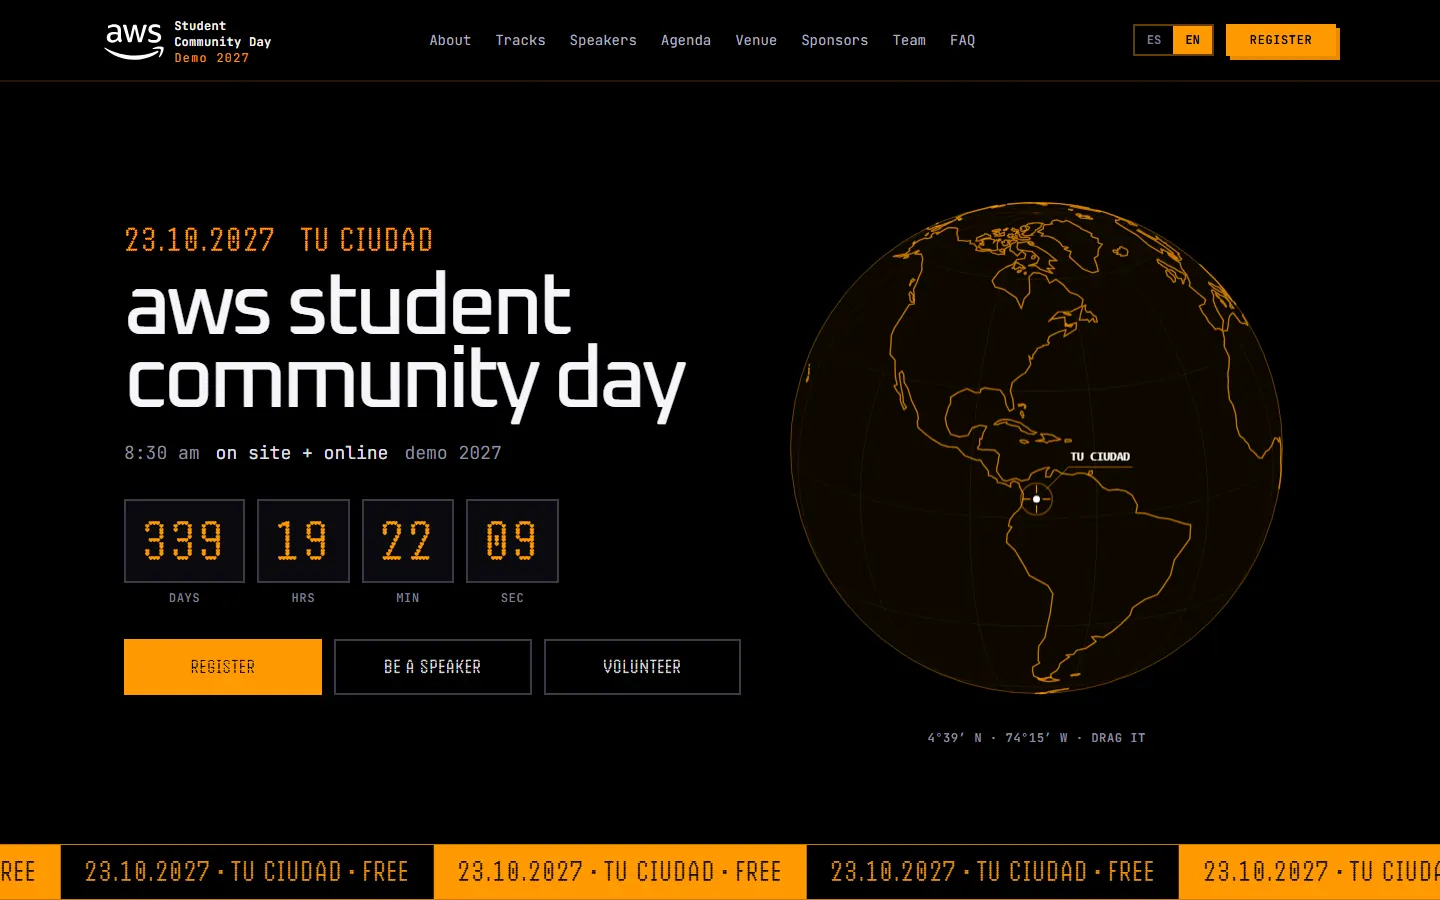 aws
Student
Community Day
Demo 2027
About Tracks Speakers Agenda Venue Sponsors Team FAQ
ES EN
REGISTER
23.10.2027 TU CIUDAD
aws student
community day
8:30 am on site + online demo 2027
339 19 22 09
DAYS HRS MIN SEC
REGISTER BE A SPEAKER VOLUNTEER
TU CIUDAD
4°39′ N · 74°15′ W · DRAG IT
REE 23.10.2027 · TU CIUDAD · FREE 23.10.2027 · TU CIUDAD · FREE 23.10.2027 · TU CIUDAD · FREE 23.10.2027 · TU CIUDA